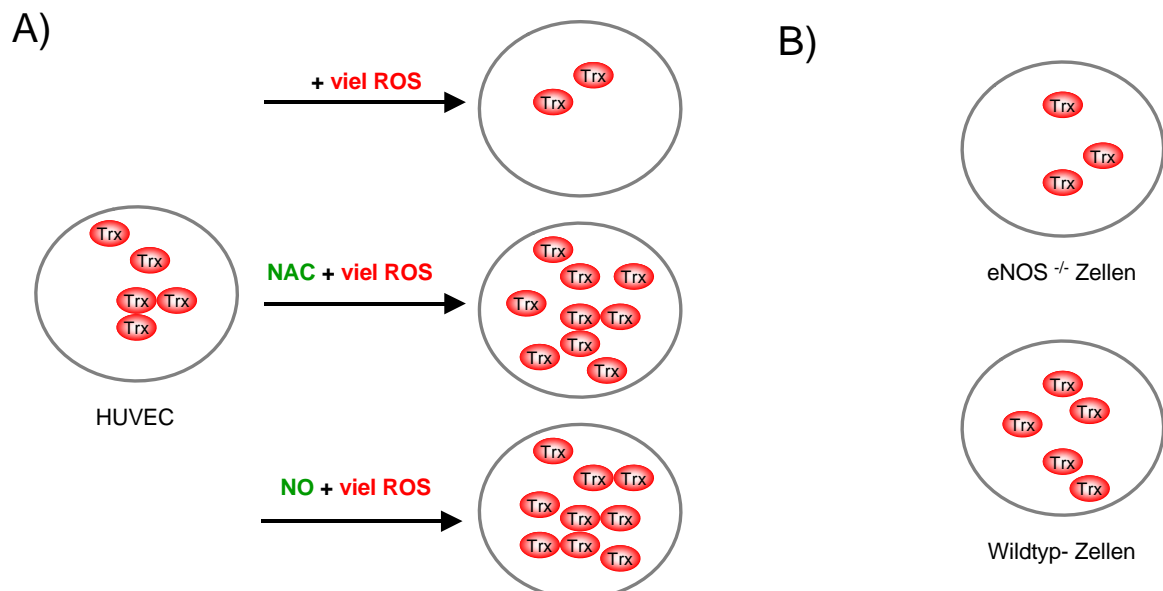 A)
+ viel ROS
Trx
Trx
Trx
Trx
Trx Trx
Trx
HUVEC
NAC + viel ROS
Trx
Trx Trx
Trx
Trx Trx
Trx
Trx
Trx
NO + viel ROS
Trx
Trx Trx
Trx
Trx Trx
Trx Trx
Trx
B)
Trx
Trx
Trx
eNOS -/- Zellen
Trx
Trx
Trx
Trx
Trx
Wildtyp- Zellen